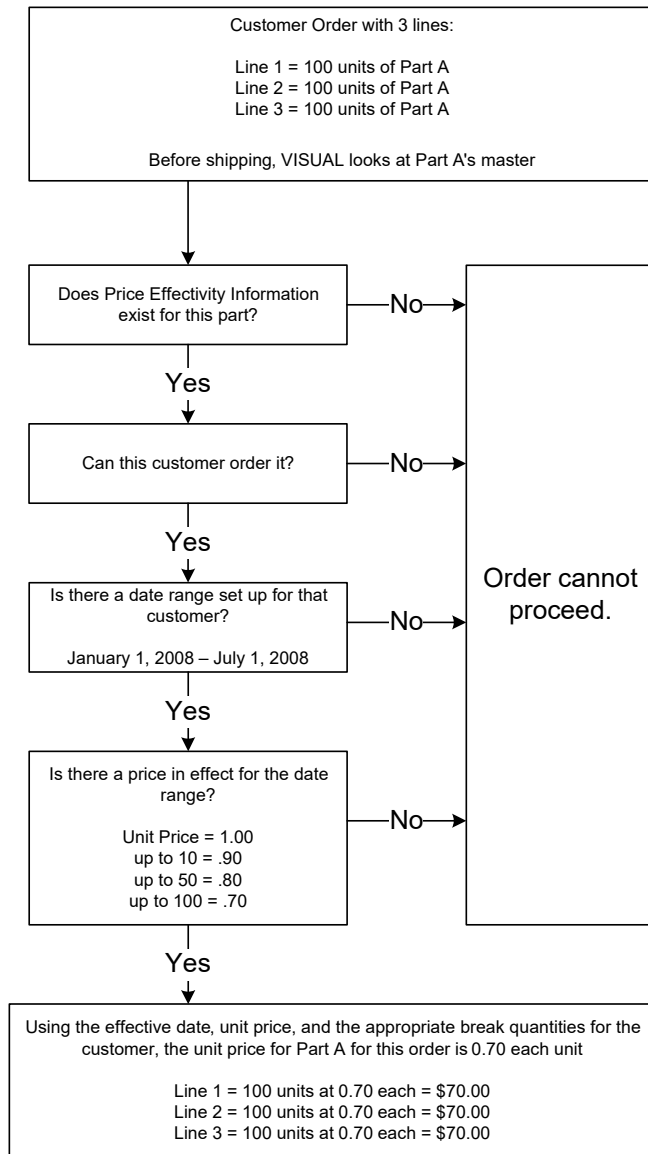 Customer Order with 3 lines:
Line 1 = 100 units of Part A
Line 2 = 100 units of Part A
Line 3 = 100 units of Part A
Before shipping, VISUAL looks at Part A's master
Does Price Effectivity Information
exist for this part?
No
Yes
Can this customer order it?
No
Yes
Is there a date range set up for that
customer?
January 1, 2008 – July 1, 2008
No
Order cannot
proceed.
Yes
Is there a price in effect for the date
range?
Unit Price = 1.00
up to 10 = .90
up to 50 = .80
up to 100 = .70
No
Yes
Using the effective date, unit price, and the appropriate break quantities for the
customer, the unit price for Part A for this order is 0.70 each unit
Line 1 = 100 units at 0.70 each = $70.00
Line 2 = 100 units at 0.70 each = $70.00
Line 3 = 100 units at 0.70 each = $70.00